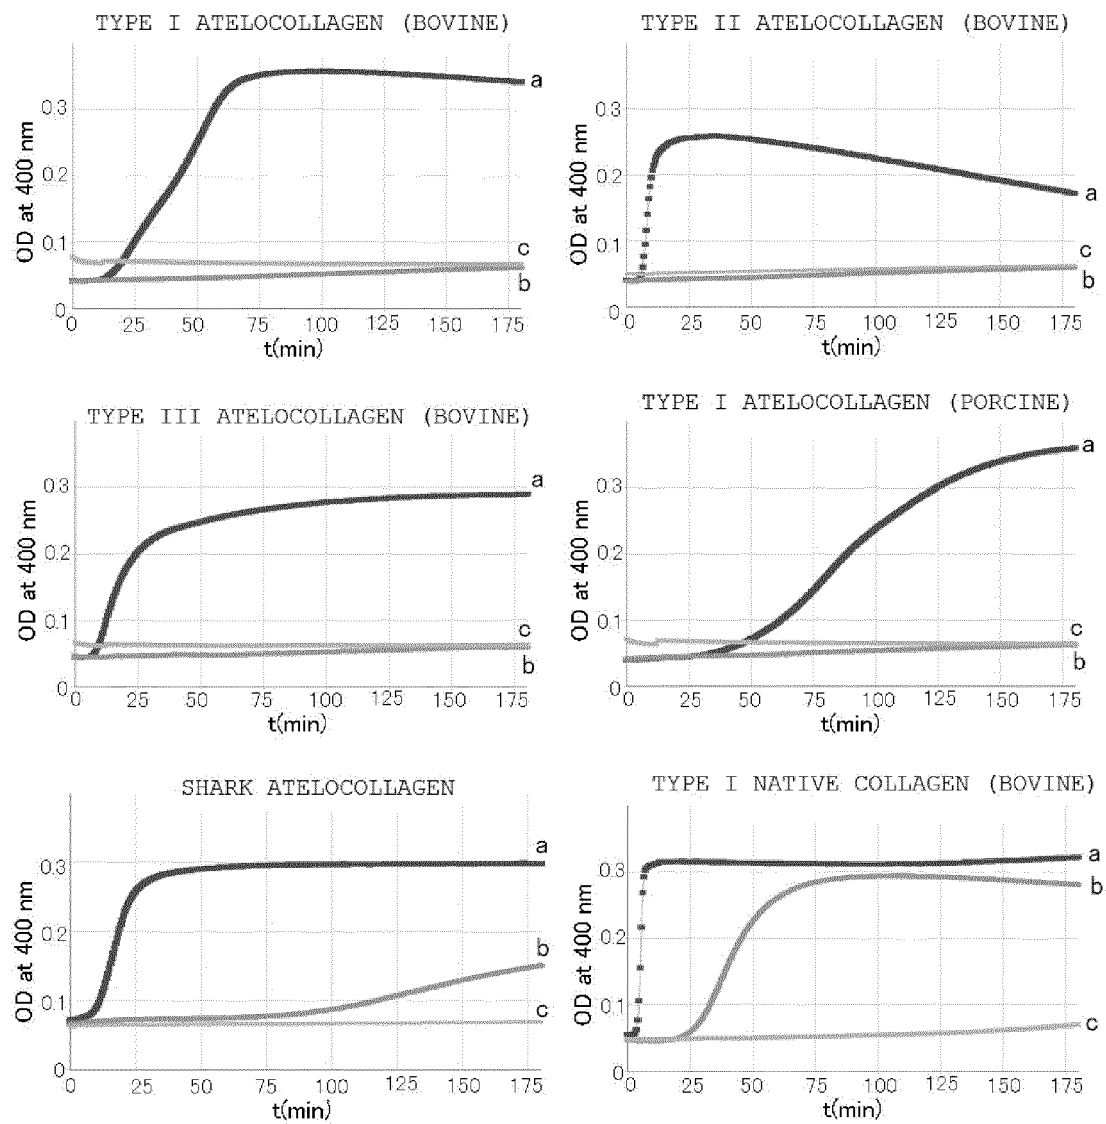 TYPE I ATELOCOLLAGEN (BOVINE)
OD at 400 nm
0.3
0.2
0.1
0
a
c
b
0 25 50 75 100 125 150 175
t(min)
TYPE II ATELOCOLLAGEN (BOVINE)
OD at 400 nm
0.3
0.2
0.1
0
a
c
b
0 25 50 75 100 125 150 175
t(min)
TYPE III ATELOCOLLAGEN (BOVINE)
OD at 400 nm
0.3
0.2
0.1
0
a
c
b
0 25 50 75 100 125 150 175
t(min)
TYPE I ATELOCOLLAGEN (PORCINE)
OD at 400 nm
0.3
0.2
0.1
0
a
c
b
0 25 50 75 100 125 150 175
t(min)
SHARK ATELOCOLLAGEN
OD at 400 nm
0.3
0.2
0.1
0
a
b
c
0 25 50 75 100 125 150 175
t(min)
TYPE I NATIVE COLLAGEN (BOVINE)
OD at 400 nm
0.3
0.2
0.1
0
a
b
c
0 25 50 75 100 125 150 175
t(min)